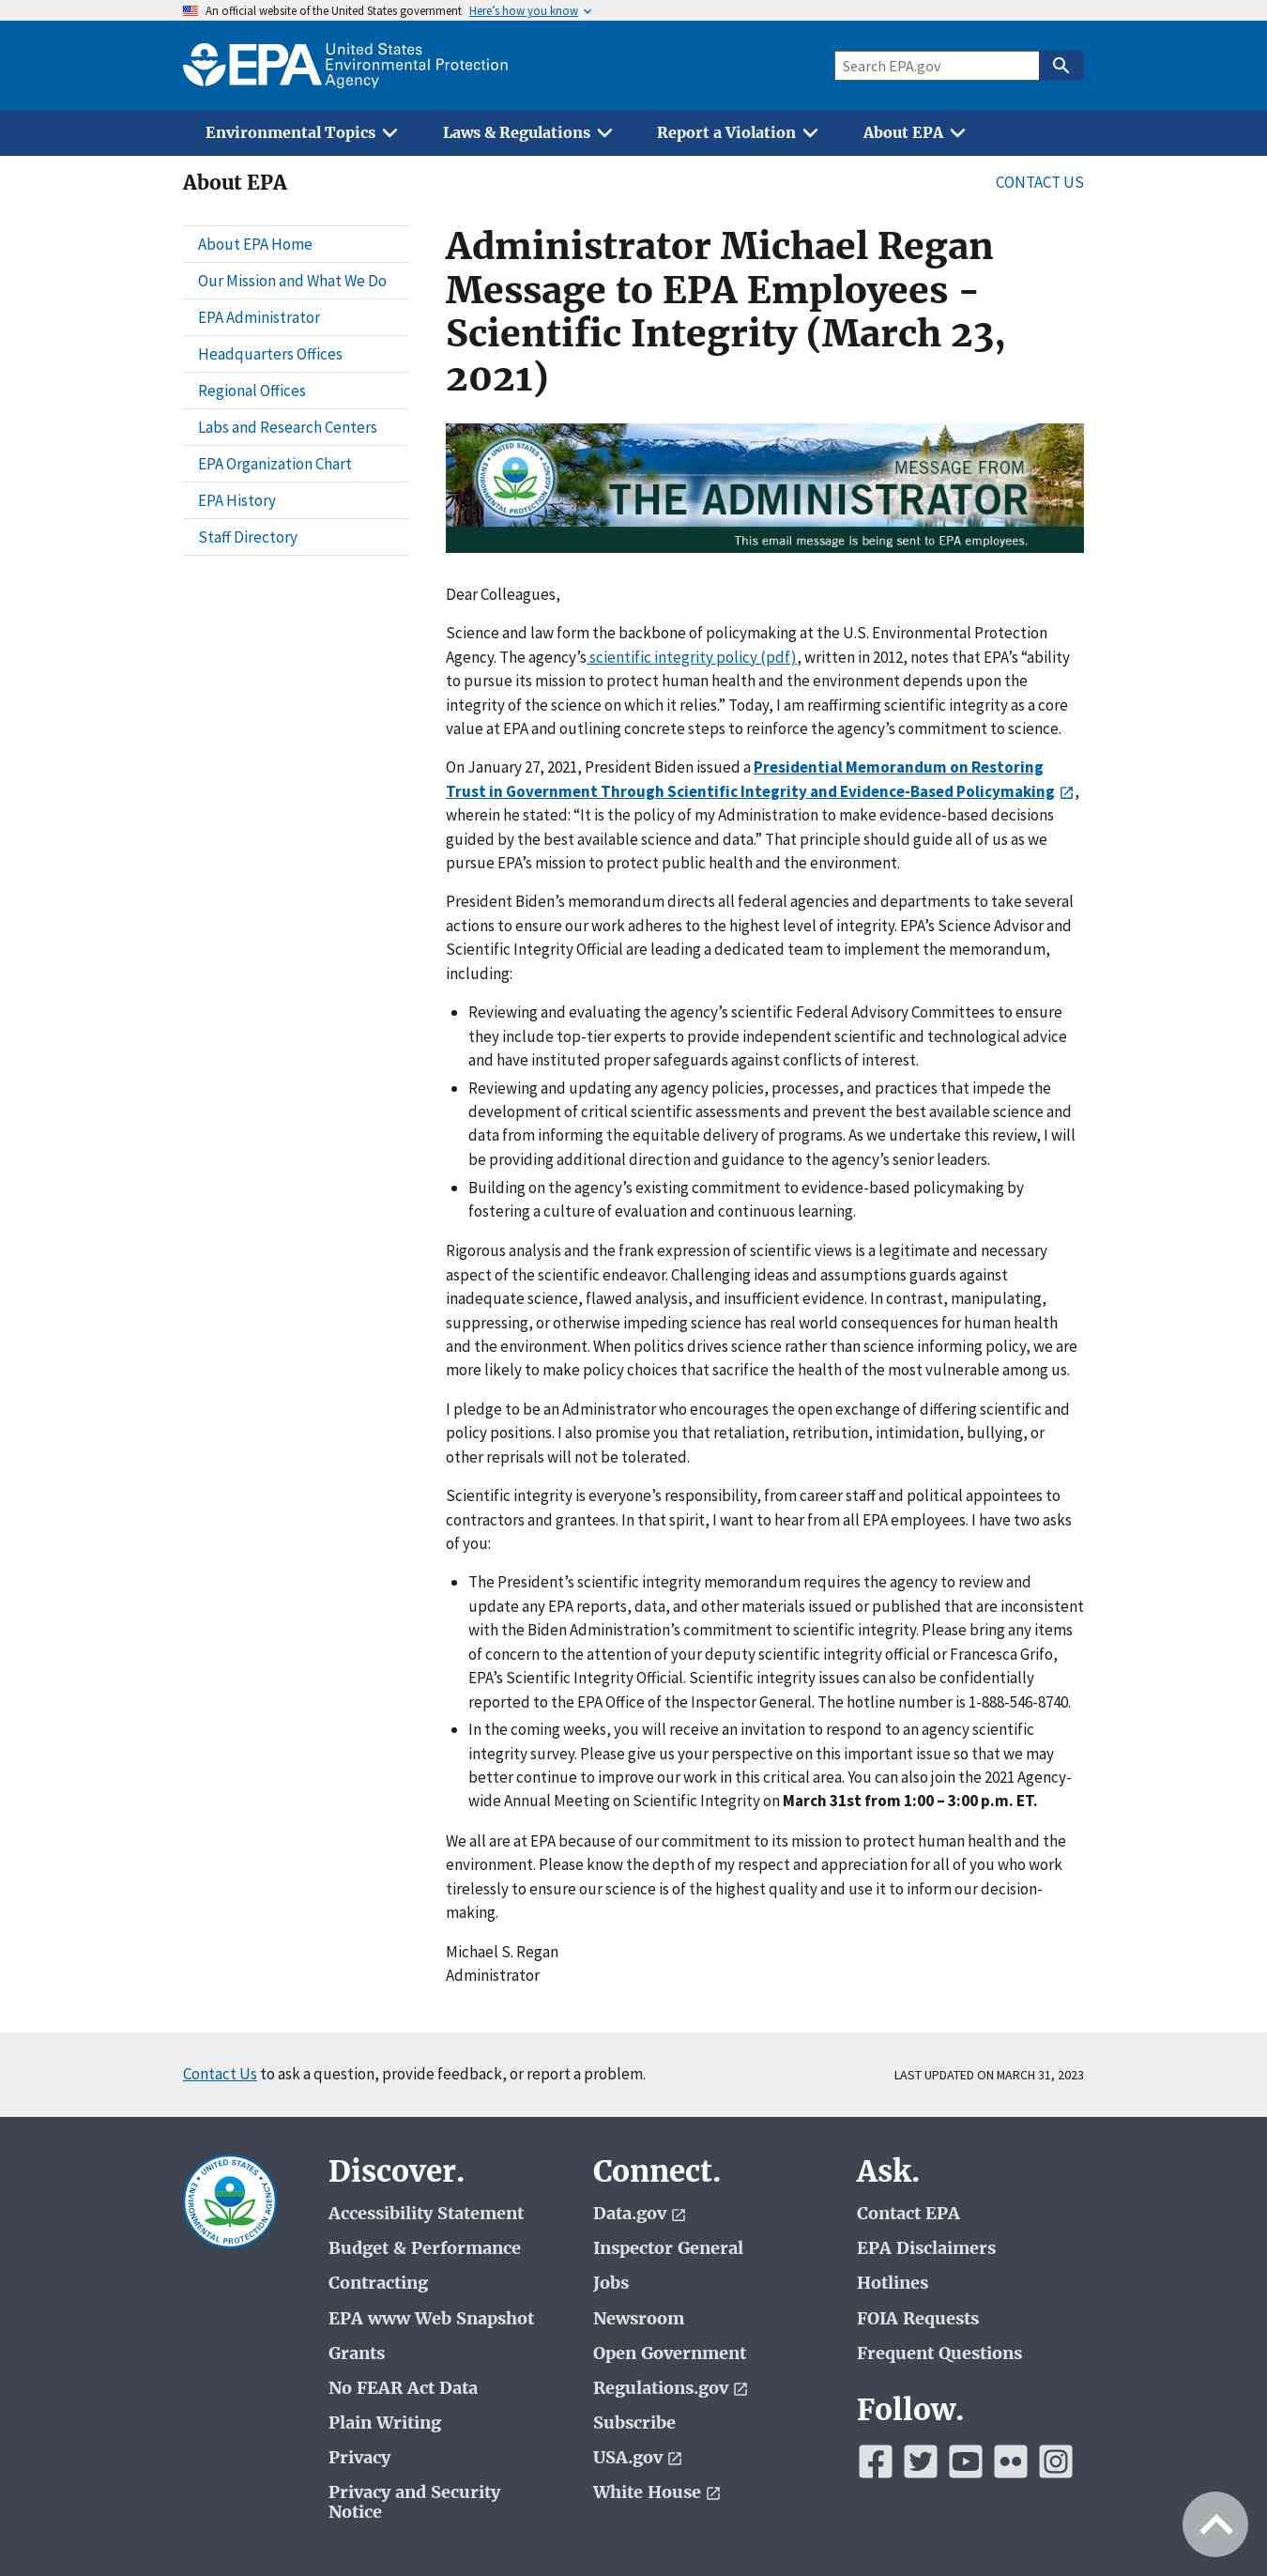 An official website of the United States government Here's how you know
EPA United States
Environmental Protection
Agency
Search EPA.gov
Environmental Topics Laws & Regulations Report a Violation About EPA
About EPA
CONTACT US
About EPA Home
Our Mission and What We Do
EPA Administrator
Headquarters Offices
Regional Offices
Labs and Research Centers
EPA Organization Chart
EPA History
Staff Directory
Administrator Michael Regan
Message to EPA Employees -
Scientific Integrity (March 23,
2021)
UNITED STATES
ENVIRONMENTAL PROTECTION AGENCY
MESSAGE FROM
THE ADMINISTRATOR
This email message is being sent to EPA employees.
Dear Colleagues,
Science and law form the backbone of policymaking at the U.S. Environmental Protection
Agency. The agency’s scientific integrity policy (pdf), written in 2012, notes that EPA’s “ability
to pursue its mission to protect human health and the environment depends upon the
integrity of the science on which it relies.” Today, I am reaffirming scientific integrity as a core
value at EPA and outlining concrete steps to reinforce the agency’s commitment to science.
On January 27, 2021, President Biden issued a Presidential Memorandum on Restoring
Trust in Government Through Scientific Integrity and Evidence-Based Policymaking ,
wherein he stated: “It is the policy of my Administration to make evidence-based decisions
guided by the best available science and data.” That principle should guide all of us as we
pursue EPA’s mission to protect public health and the environment.
President Biden’s memorandum directs all federal agencies and departments to take several
actions to ensure our work adheres to the highest level of integrity. EPA’s Science Advisor and
Scientific Integrity Official are leading a dedicated team to implement the memorandum,
including:
• Reviewing and evaluating the agency’s scientific Federal Advisory Committees to ensure
they include top-tier experts to provide independent scientific and technological advice
and have instituted proper safeguards against conflicts of interest.
• Reviewing and updating any agency policies, processes, and practices that impede the
development of critical scientific assessments and prevent the best available science and
data from informing the equitable delivery of programs. As we undertake this review, I will
be providing additional direction and guidance to the agency’s senior leaders.
• Building on the agency’s existing commitment to evidence-based policymaking by
fostering a culture of evaluation and continuous learning.
Rigorous analysis and the frank expression of scientific views is a legitimate and necessary
aspect of the scientific endeavor. Challenging ideas and assumptions guards against
inadequate science, flawed analysis, and insufficient evidence. In contrast, manipulating,
suppressing, or otherwise impeding science has real world consequences for human health
and the environment. When politics drives science rather than science informing policy, we are
more likely to make policy choices that sacrifice the health of the most vulnerable among us.
I pledge to be an Administrator who encourages the open exchange of differing scientific and
policy positions. I also promise you that retaliation, retribution, intimidation, bullying, or
other reprisals will not be tolerated.
Scientific integrity is everyone’s responsibility, from career staff and political appointees to
contractors and grantees. In that spirit, I want to hear from all EPA employees. I have two asks
of you:
• The President’s scientific integrity memorandum requires the agency to review and
update any EPA reports, data, and other materials issued or published that are inconsistent
with the Biden Administration’s commitment to scientific integrity. Please bring any items
of concern to the attention of your deputy scientific integrity official or Francesca Grifo,
EPA’s Scientific Integrity Official. Scientific integrity issues can also be confidentially
reported to the EPA Office of the Inspector General. The hotline number is 1-888-546-8740.
• In the coming weeks, you will receive an invitation to respond to an agency scientific
integrity survey. Please give us your perspective on this important issue so that we may
better continue to improve our work in this critical area. You can also join the 2021 Agency-
wide Annual Meeting on Scientific Integrity on March 31st from 1:00 – 3:00 p.m. ET.
We all are at EPA because of our commitment to its mission to protect human health and the
environment. Please know the depth of my respect and appreciation for all of you who work
tirelessly to ensure our science is of the highest quality and use it to inform our decision-
making.
Michael S. Regan
Administrator
Contact Us to ask a question, provide feedback, or report a problem.
LAST UPDATED ON MARCH 31, 2023
UNITED STATES
ENVIRONMENTAL PROTECTION AGENCY
Discover.
Accessibility Statement
Budget & Performance
Contracting
EPA www Web Snapshot
Grants
No FEAR Act Data
Plain Writing
Privacy
Privacy and Security
Notice
Connect.
Data.gov
Inspector General
Jobs
Newsroom
Open Government
Regulations.gov
Subscribe
USA.gov
White House
Ask.
Contact EPA
EPA Disclaimers
Hotlines
FOIA Requests
Frequent Questions
Follow.